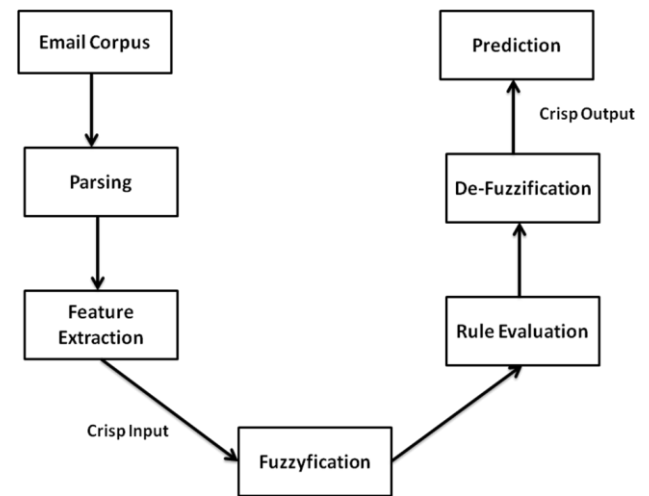 Email Corpus
Parsing
Feature
Extraction
Crisp Input
Fuzzyfication
Rule Evaluation
De-Fuzzification
Crisp Output
Prediction